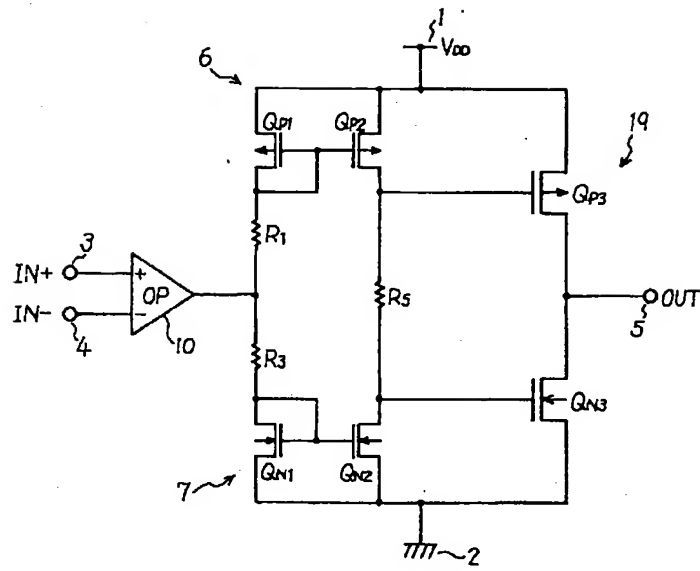 1
VDD
6
QP1
QP2
19
QP3
R1
3
IN+
+
OP
IN-
-
4
10
R5
OUT
5
R3
QN3
QN1
QN2
7
2